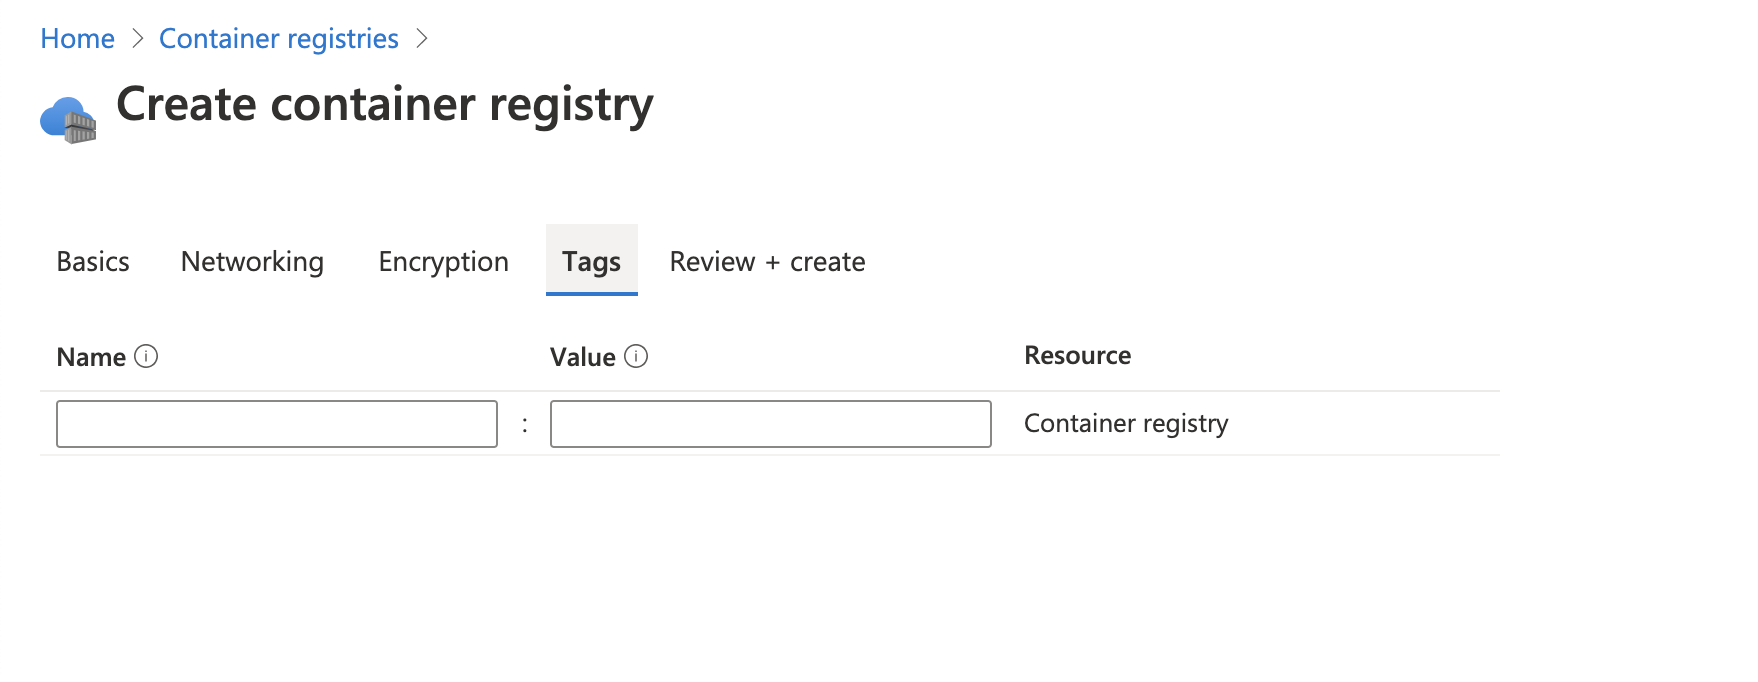 Home > Container registries >
Create container registry
Basics Networking Encryption Tags Review + create
Name Value Resource
: Container registry